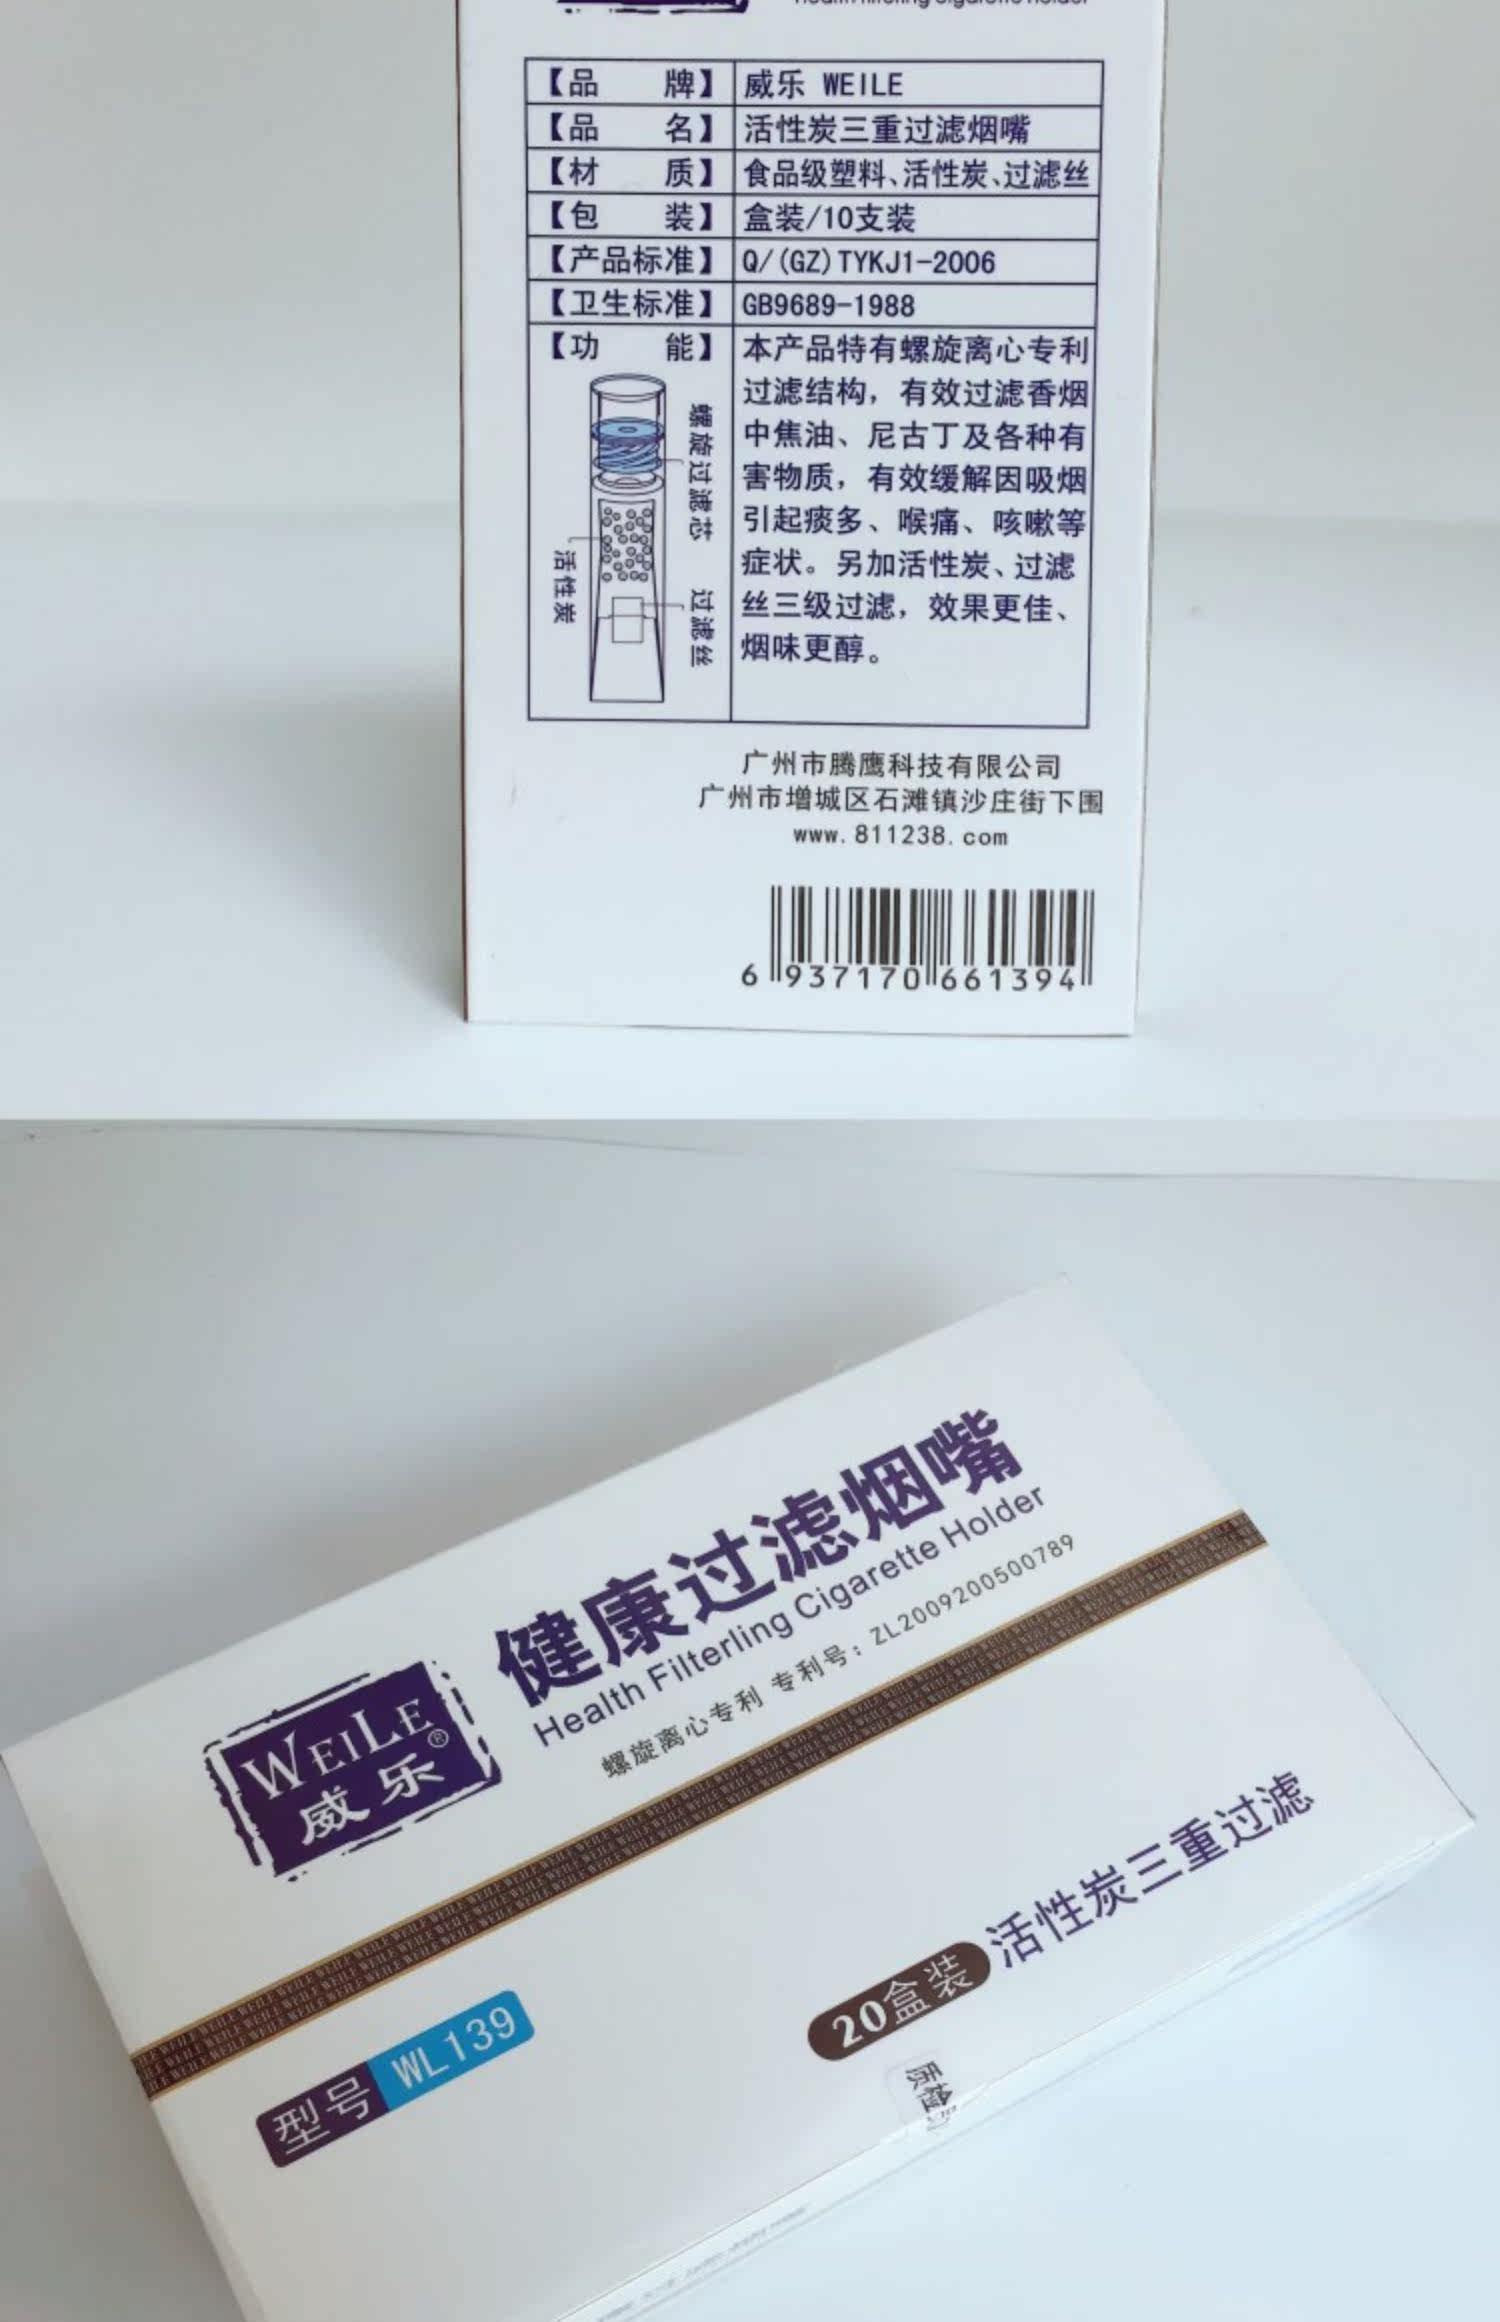 Health Filterling Cigarette Holder
【品 牌】 威乐 WEILE
【品 名】 活性炭三重过滤烟嘴
【材 质】 食品级塑料、活性炭、过滤丝
【包 装】 盒装/10支装
【产品标准】 Q/(GZ)TYKJ1-2006
【卫生标准】 GB9689-1988
【功 能】
螺旋过滤芯
活性炭
过滤丝
本产品特有螺旋离心专利
过滤结构，有效过滤香烟
中焦油、尼古丁及各种有
害物质，有效缓解因吸烟
引起痰多、喉痛、咳嗽等
症状。另加活性炭、过滤
丝三级过滤，效果更佳、
烟味更醇。
广州市腾鹰科技有限公司
广州市增城区石滩镇沙庄街下围
www.811238.com
6 937170 661394
健康过滤烟嘴
Health Filterling Cigarette Holder
螺旋离心专利 专利号：ZL2009200500789
WEILE
威乐®
活性炭三重过滤
20盒装
型号 WL139
质检